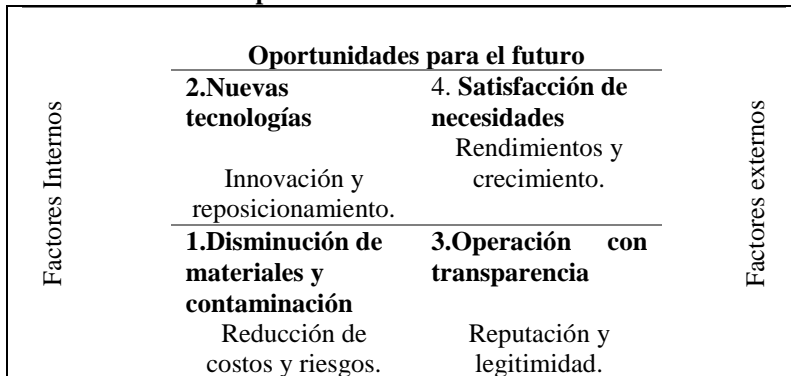 Oportunidades para el futuro
Factores Internos
2.Nuevas
tecnologías
Innovación y
reposicionamiento.
4. Satisfacción de
necesidades
Rendimientos y
crecimiento.
1.Disminución de
materiales y
contaminación
Reducción de
costos y riesgos.
3.Operación con
transparencia
Reputación y
legitimidad.
Factores externos